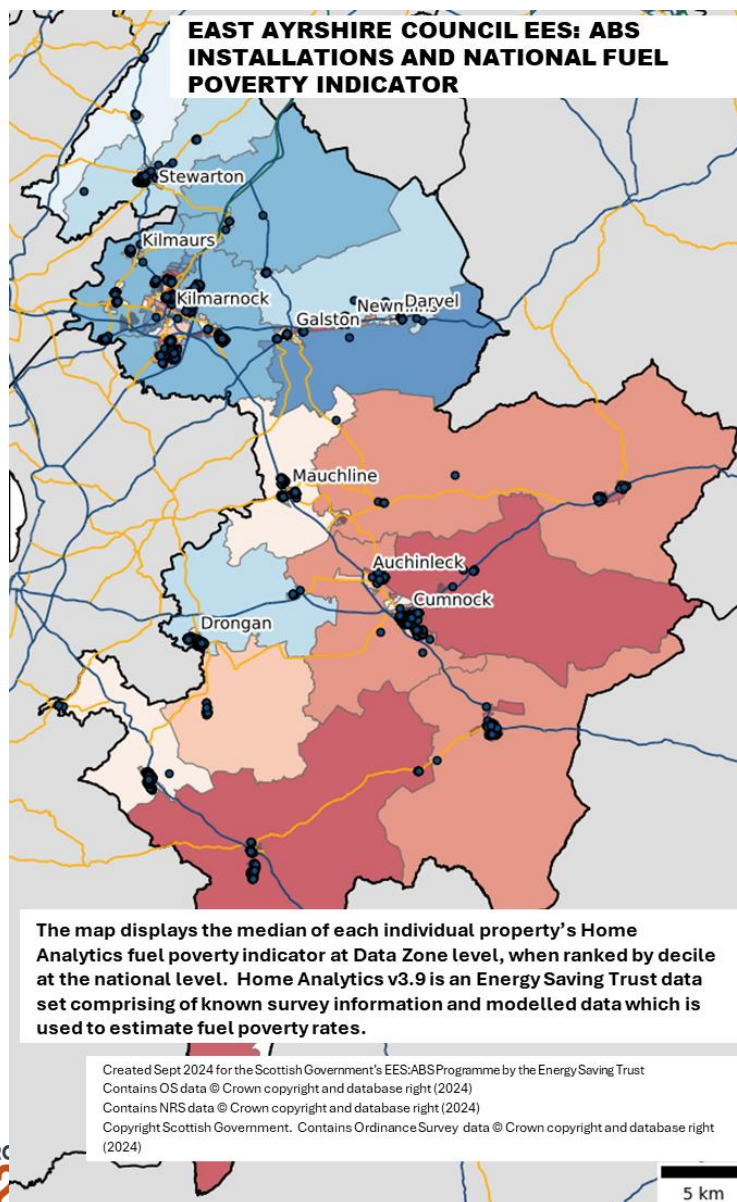 EAST AYRSHIRE COUNCIL EES: ABS
INSTALLATIONS AND NATIONAL FUEL
POVERTY INDICATOR
Stewarton
Kilmaurs
Kilmarnock
Darvel
Galston
Mauchline
Auchinleck
Cumnock
Drongan
The map displays the median of each individual property's Home
Analytics fuel poverty indicator at Data Zone level, when ranked by decile
at the national level. Home Analytics v3.9 is an Energy Saving Trust data
set comprising of known survey information and modelled data which is
used to estimate fuel poverty rates.
Created Sept 2024 for the Scottish Government's EES:ABS Programme by the Energy Saving Trust
Contains OS data © Crown copyright and database right (2024)
Contains NRS data © Crown copyright and database right (2024)
Copyright Scottish Government. Contains Ordinance Survey data © Crown copyright and database right
(2024)
5 km